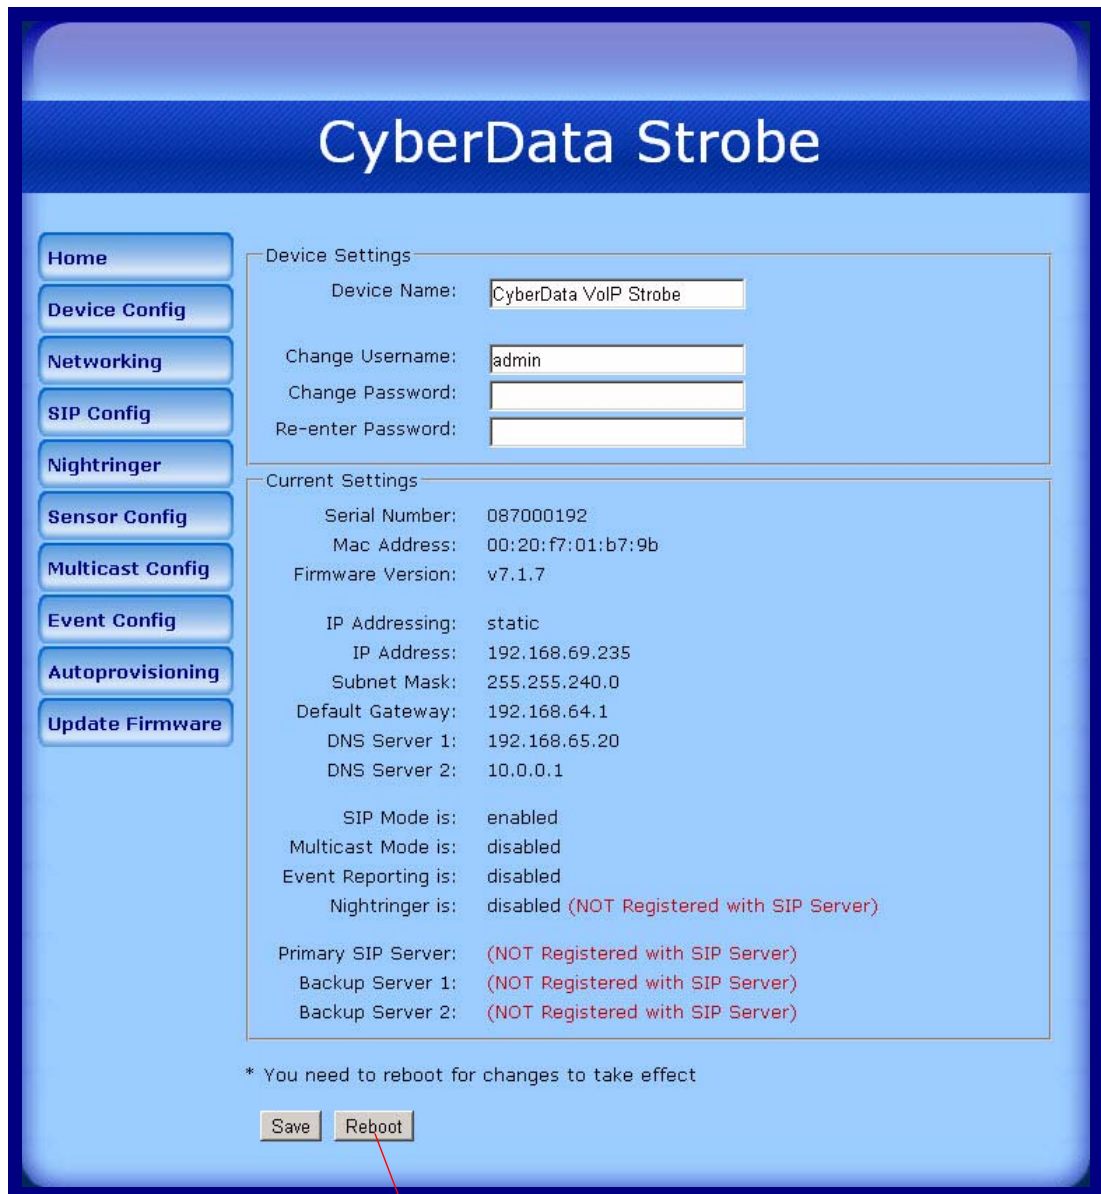 CyberData Strobe
Home
Device Config
Networking
SIP Config
Nightringer
Sensor Config
Multicast Config
Event Config
Autoprovisioning
Update Firmware
Device Settings
Device Name: CyberData VoIP Strobe
Change Username: admin
Change Password:
Re-enter Password:
Current Settings
Serial Number: 087000192
Mac Address: 00:20:f7:01:b7:9b
Firmware Version: v7.1.7
IP Addressing: static
IP Address: 192.168.69.235
Subnet Mask: 255.255.240.0
Default Gateway: 192.168.64.1
DNS Server 1: 192.168.65.20
DNS Server 2: 10.0.0.1
SIP Mode is: enabled
Multicast Mode is: disabled
Event Reporting is: disabled
Nightringer is: disabled (NOT Registered with SIP Server)
Primary SIP Server: (NOT Registered with SIP Server)
Backup Server 1: (NOT Registered with SIP Server)
Backup Server 2: (NOT Registered with SIP Server)
* You need to reboot for changes to take effect
Save Reboot